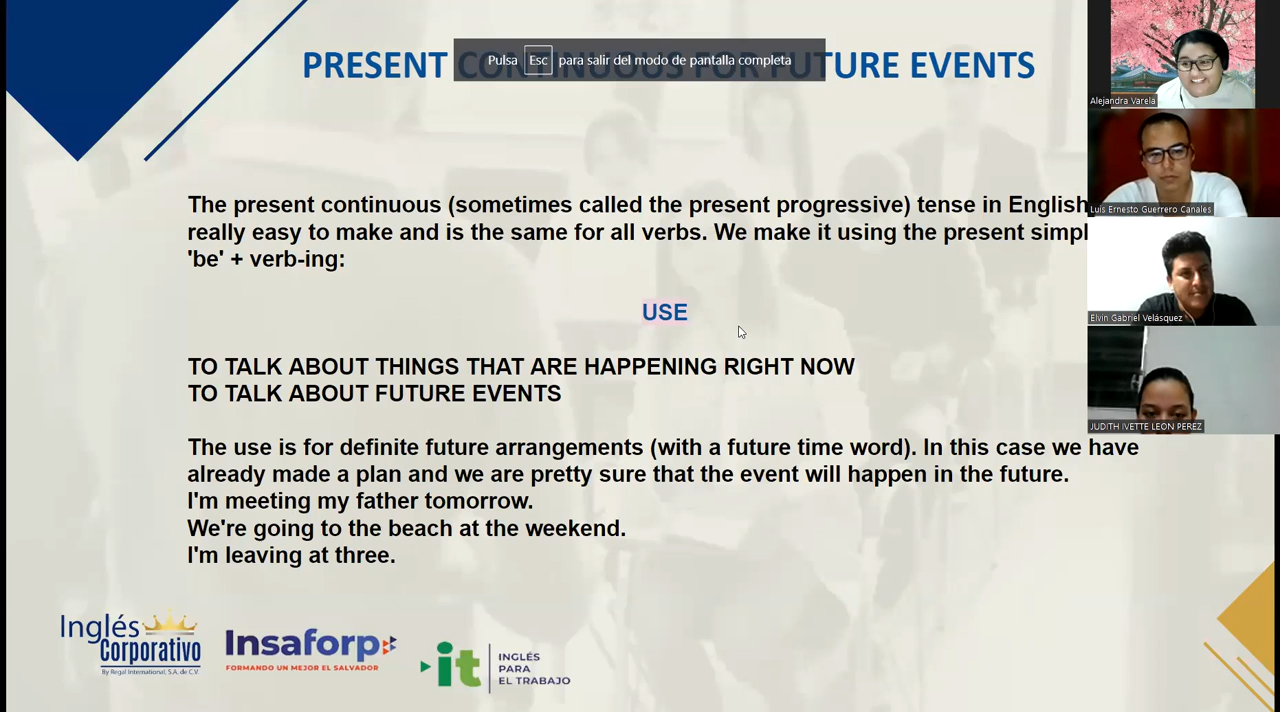 PRESENT CONTINUOUS FOR FUTURE EVENTS
Pulsa Esc para salir del modo de pantalla completa
The present continuous (sometimes called the present progressive) tense in English
really easy to make and is the same for all verbs. We make it using the present simpl
'be' + verb-ing:
USE
TO TALK ABOUT THINGS THAT ARE HAPPENING RIGHT NOW
TO TALK ABOUT FUTURE EVENTS
The use is for definite future arrangements (with a future time word). In this case we have
already made a plan and we are pretty sure that the event will happen in the future.
I'm meeting my father tomorrow.
We're going to the beach at the weekend.
I'm leaving at three.
Inglés
Corporativo
By Regal International, S.A. de C.V.
Insaforp
FORMANDO UN MEJOR EL SALVADOR
it
INGLÉS
PARA
EL TRABAJO
Alejandra Varela
Luis Ernesto Guerrero Canales
Elvin Gabriel Velásquez
JUDITH IVETTE LEON PEREZ